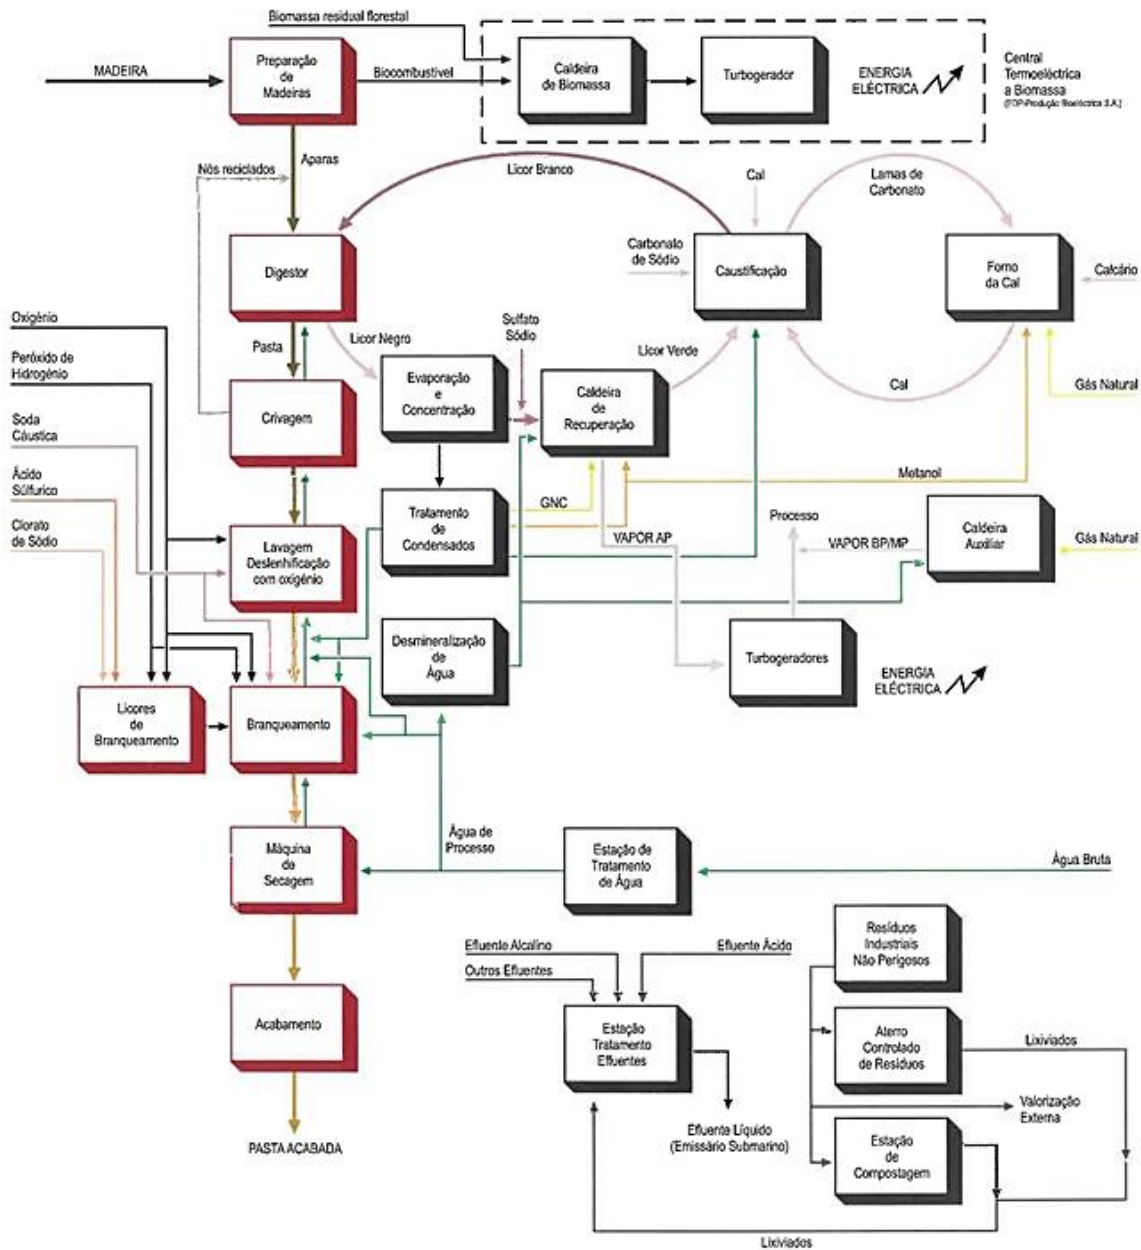 Biomassa residual florestal
MADEIRA
Preparação
de
Madeiras
Biocombustível
Caldeira
de Biomassa
Turbogerador
ENERGIA
ELÉCTRICA
Central
Termoeléctrica
a Biomassa
(EDP-Produção Bioeléctrica S.A.)
Nós reciclados
Aparas
Licor Branco
Cal
Lamas de
Carbonato
Digestor
Carbonato
de Sódio
Caustificação
Forno
da Cal
Calcário
Oxigénio
Pasta
Licor Negro
Sulfato
Sódio
Licor Verde
Cal
Gás Natural
Peróxido de
Hidrogénio
Crivagem
Evaporação
e
Concentração
Caldeira
de
Recuperação
Soda
Cáustica
Ácido
Súlfurico
Clorato
de Sódio
Lavagem
Deslenhificação
com oxigénio
Tratamento
de
Condensados
GNC
Metanol
VAPOR AP
Processo
VAPOR BP/MP
Caldeira
Auxiliar
Gás Natural
Desmineralização
de
Água
Turbogeradores
ENERGIA
ELÉCTRICA
Licores
de
Branqueamento
Branqueamento
Máquina
de
Secagem
Água de
Processo
Estação de
Tratamento
de Água
Água Bruta
Efluente Alcalino
Outros Efluentes
Efluente Ácido
Resíduos
Industriais
Não Perigosos
Acabamento
Estação
Tratamento
Efluentes
Aterro
Controlado
de Resíduos
Lixiviados
Valorização
Externa
Efluente Líquido
(Emissário Submarino)
Estação
de
Compostagem
PASTA ACABADA
Lixiviados